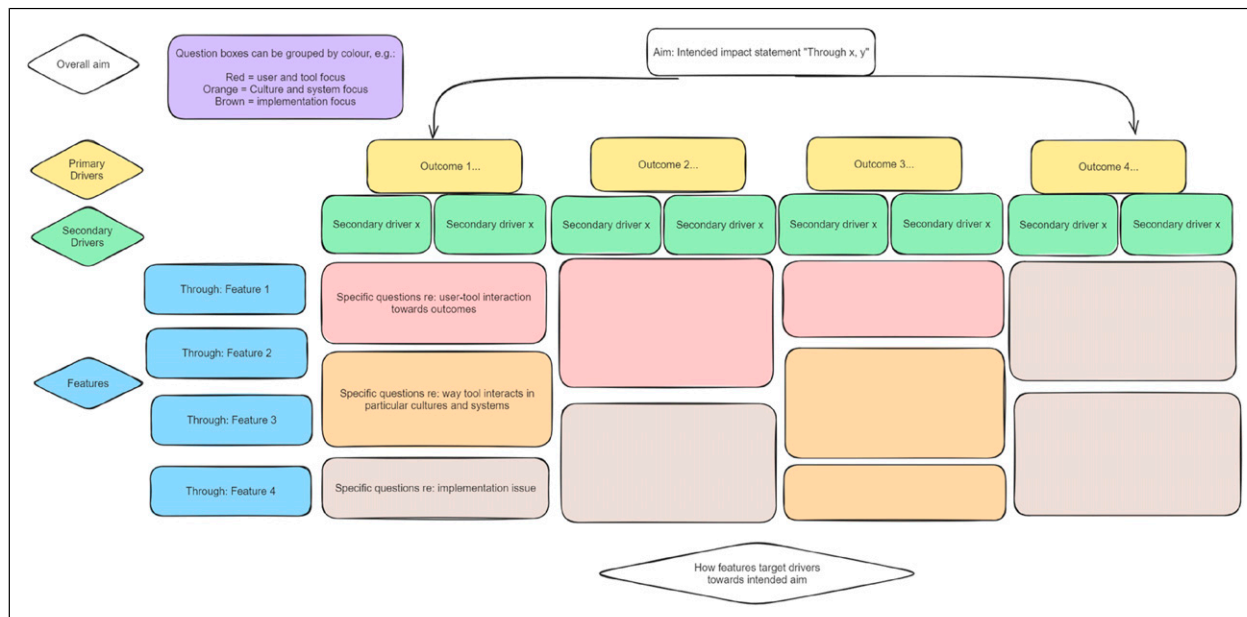 Overall aim
Question boxes can be grouped by colour, e.g.:
Red = user and tool focus
Orange = Culture and system focus
Brown = implementation focus
Aim: Intended impact statement "Through x, y"
Primary
Drivers
Outcome 1...
Outcome 2...
Outcome 3...
Outcome 4...
Secondary
Drivers
Secondary driver x
Secondary driver x
Secondary driver x
Secondary driver x
Secondary driver x
Secondary driver x
Secondary driver x
Secondary driver x
Features
Through: Feature 1
Through: Feature 2
Through: Feature 3
Through: Feature 4
Specific questions re: user-tool interaction
towards outcomes
Specific questions re: way tool interacts in
particular cultures and systems
Specific questions re: implementation issue
How features target drivers
towards intended aim